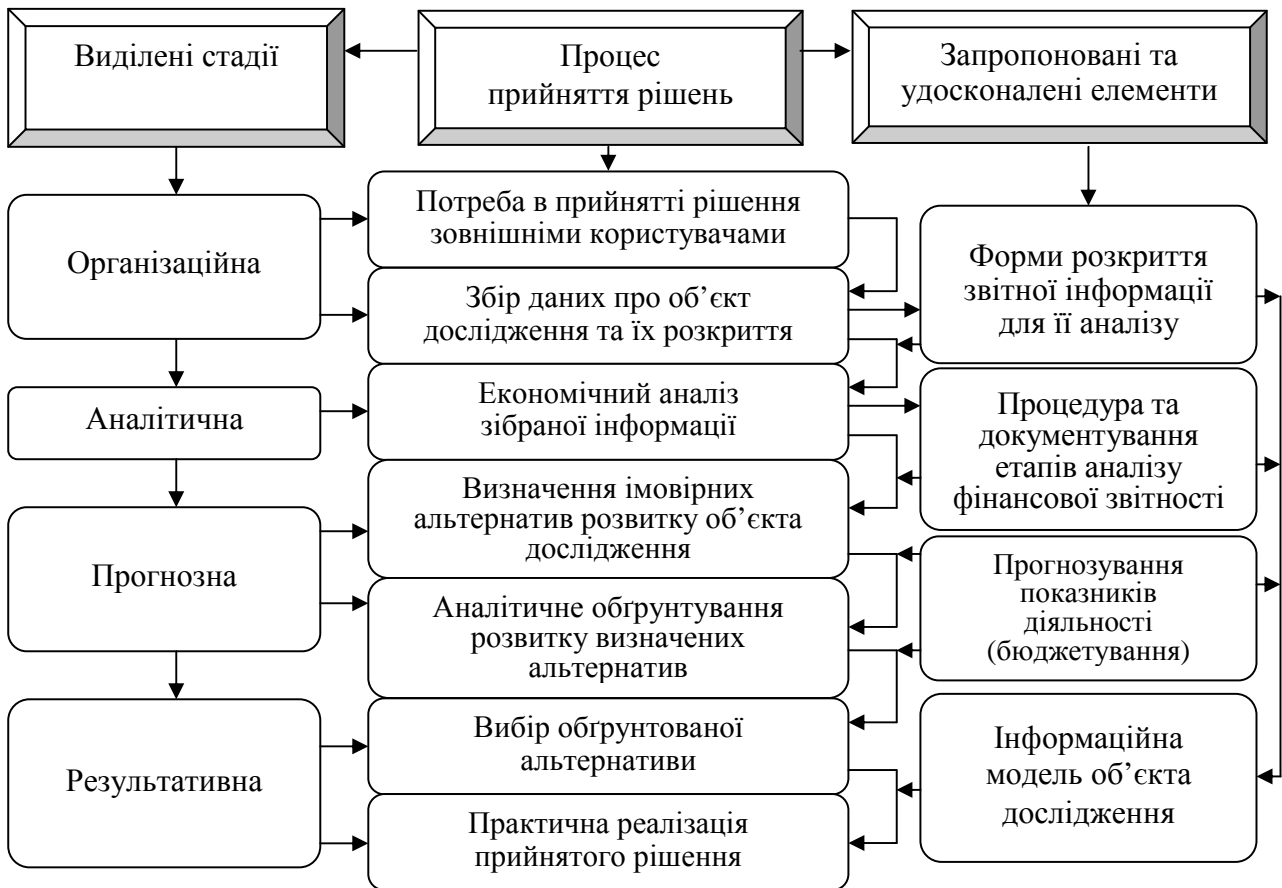 Виділені стадії
Процес
прийняття рішень
Запропоновані та
удосконалені елементи
Організаційна
Аналітична
Прогнозна
Результативна
Потреба в прийнятті рішення
зовнішніми користувачами
Збір даних про об’єкт
дослідження та їх розкриття
Економічний аналіз
зібраної інформації
Визначення імовірних
альтернатив розвитку об’єкта
дослідження
Аналітичне обґрунтування
розвитку визначених
альтернатив
Вибір обґрунтованої
альтернативи
Практична реалізація
прийнятого рішення
Форми розкриття
звітної інформації
для її аналізу
Процедура та
документування
етапів аналізу
фінансової звітності
Прогнозування
показників
діяльності
(бюджетування)
Інформаційна
модель об’єкта
дослідження